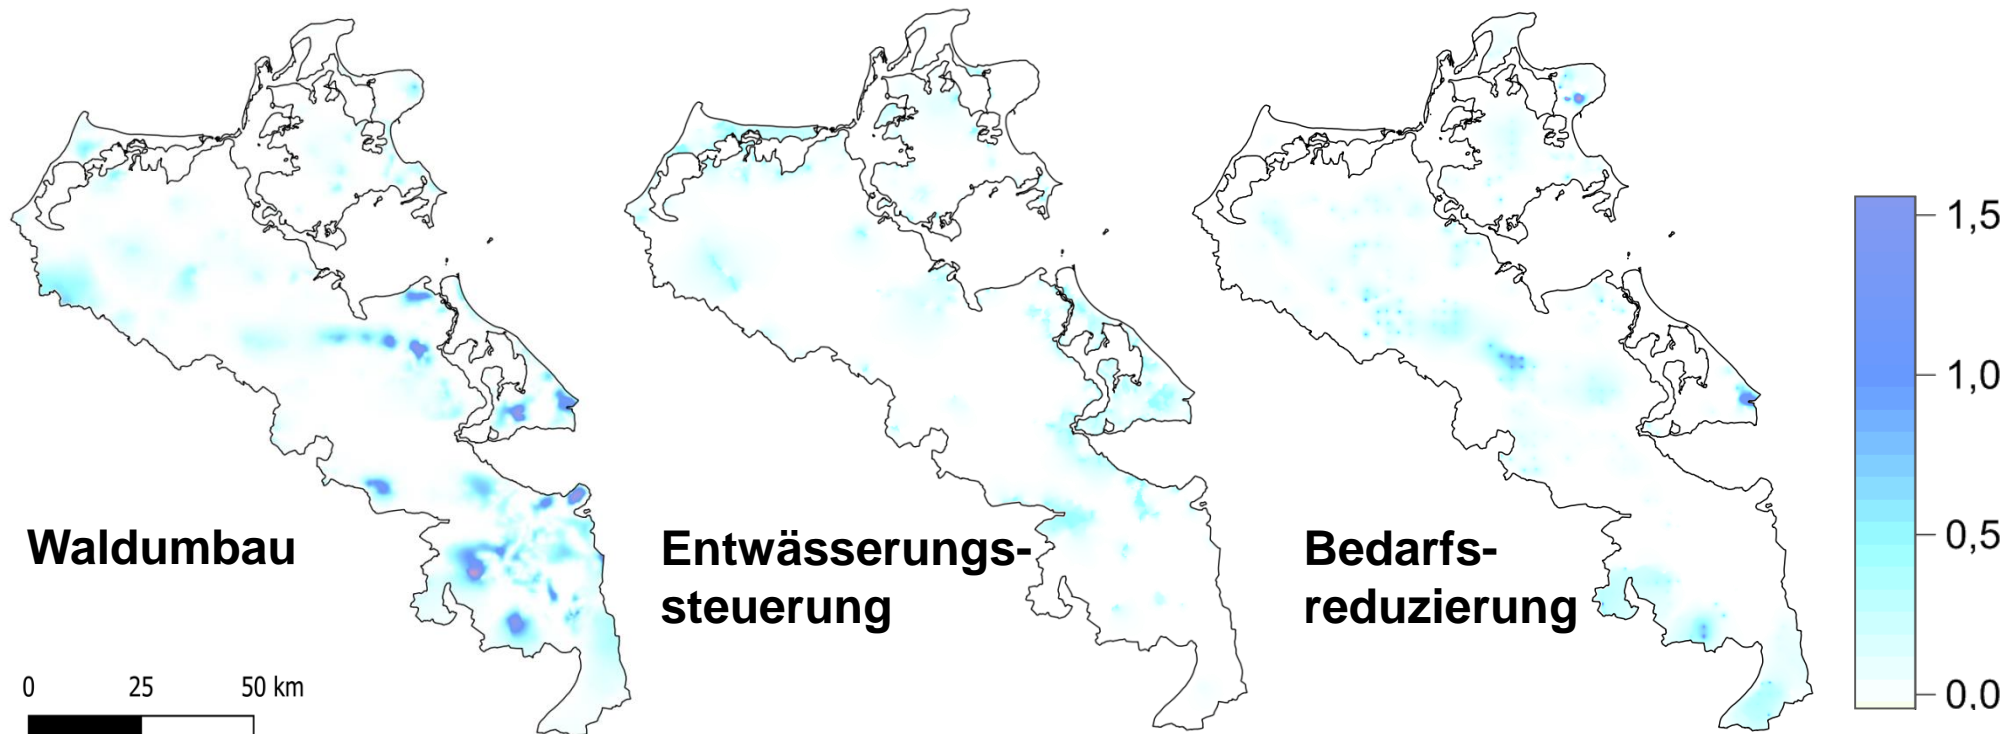 Waldumbau
Entwässerungs-
steuerung
Bedarfs-
reduzierung
1,5
1,0
0,5
0,0
0 25 50 km